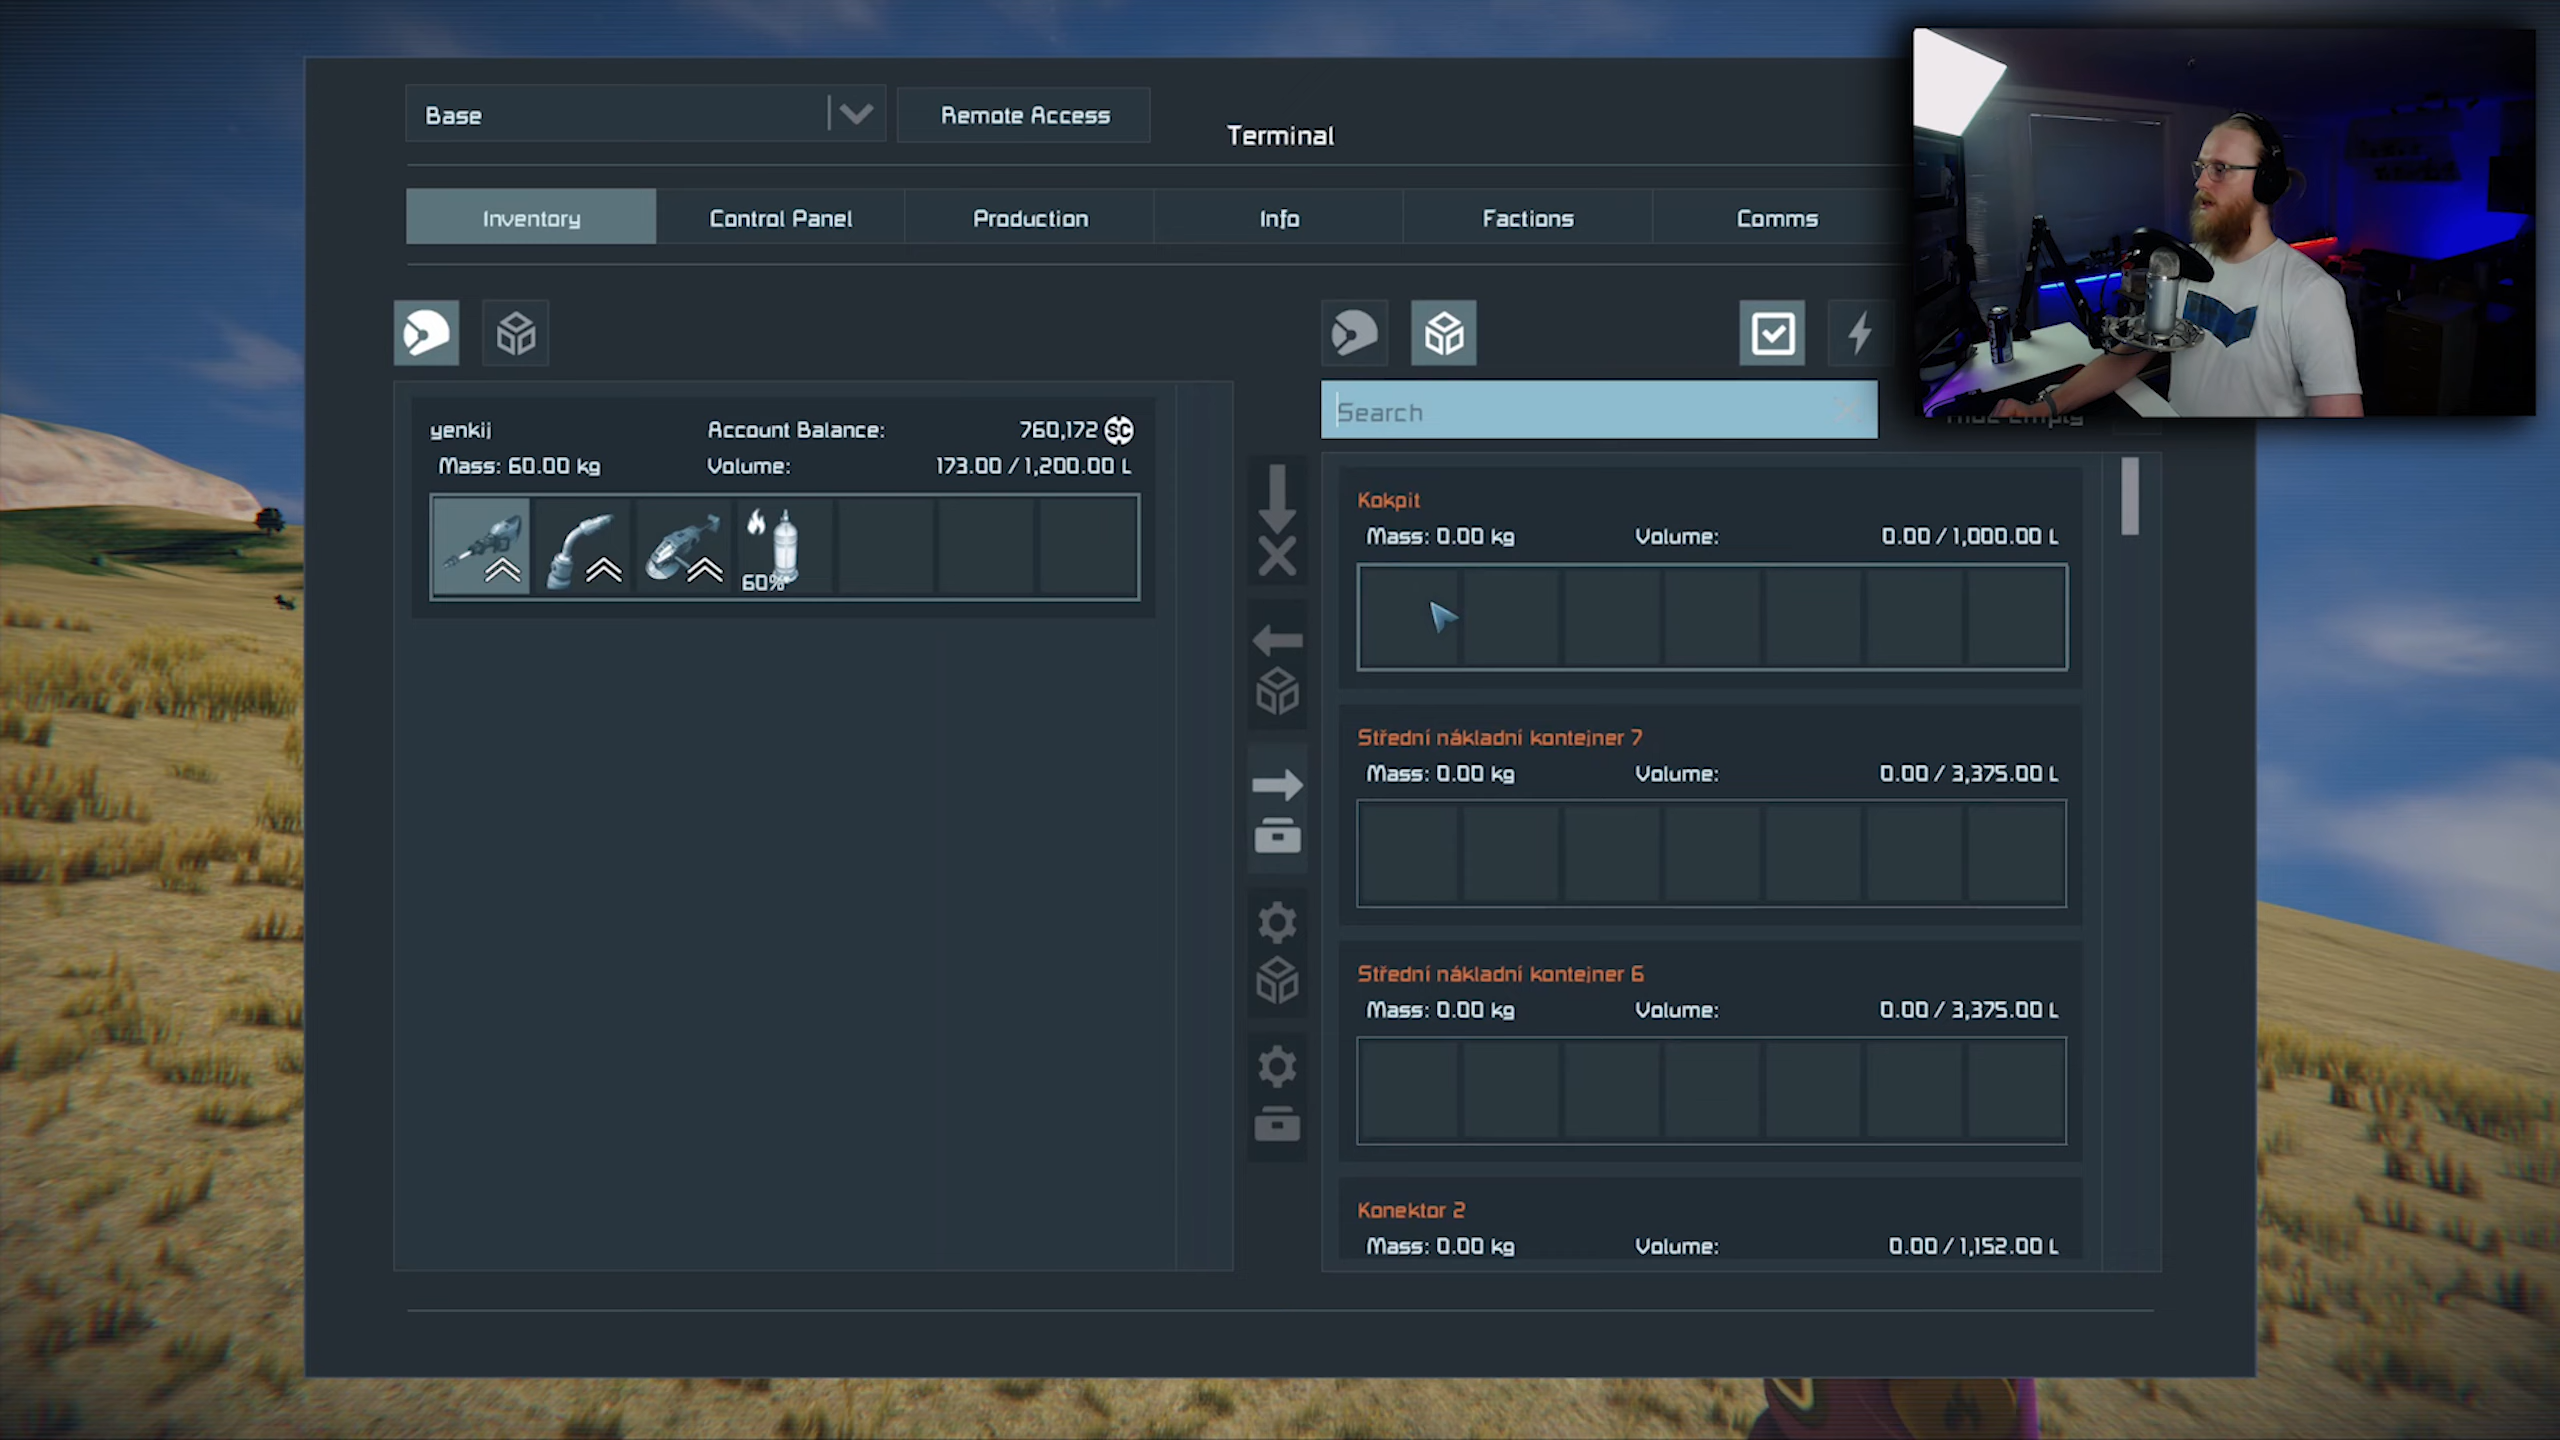 Base
Remote Access
Terminal
Inventory
Control Panel
Production
Info
Factions
Comms
yenkij
Account Balance:
760,172 SC
Mass: 60.00 kg
Volume:
173.00 / 1,200.00 L
60%
Search
Hide Empty
Kokpit
Mass: 0.00 kg
Volume:
0.00 / 1,000.00 L
Střední nákladní kontejner 7
Mass: 0.00 kg
Volume:
0.00 / 3,375.00 L
Střední nákladní kontejner 6
Mass: 0.00 kg
Volume:
0.00 / 3,375.00 L
Konektor 2
Mass: 0.00 kg
Volume:
0.00 / 1,152.00 L